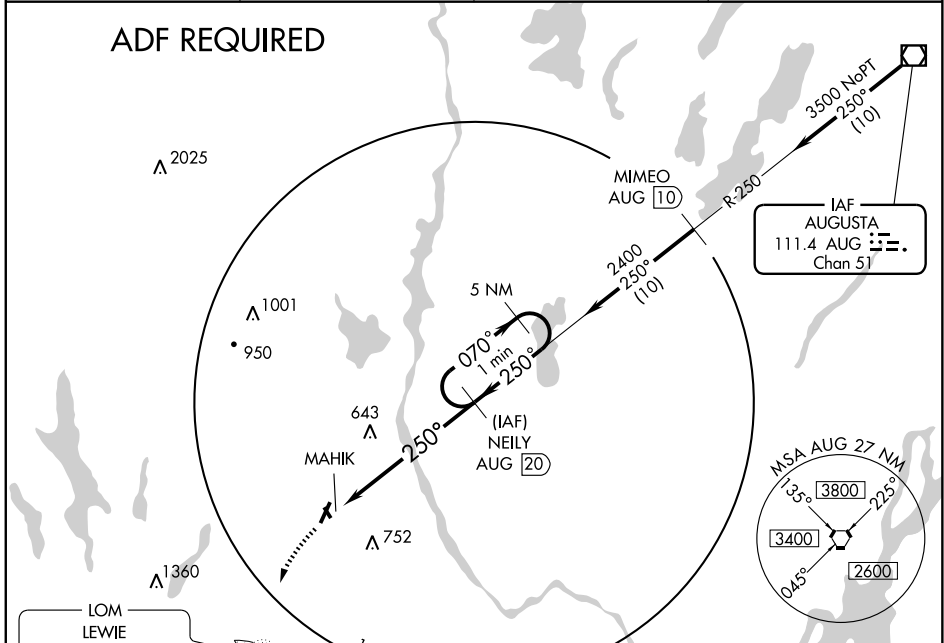 ADF REQUIRED
3500 NoPT
250°
(10)
2025
MIMEO
AUG 10
R-250
IAF
AUGUSTA
111.4 AUG
Chan 51
2400
250°
(10)
5 NM
1001
950
070°
1 min
250°
643
(IAF)
NEILY
AUG 20
250°
MAHIK
752
MSA AUG 27 NM
135°
3800
225°
3400
045°
2600
1360
LOM
LEWIE